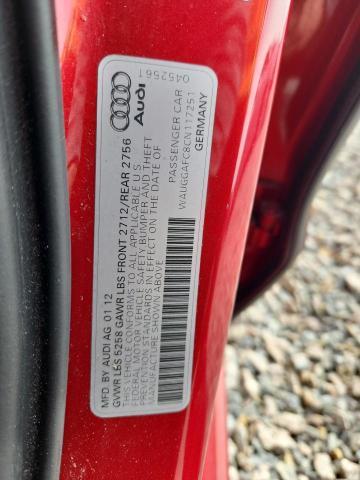 Q452561
Audi
PASSENGER CAR
WAUGGAFC8CN117251
GERMANY
MFD. BY AUDI AG 01 12
GVWR LBS 5258 GAWR LBS FRONT 2712/REAR 2756
THIS VEHICLE CONFORMS TO ALL APPLICABLE U S
FEDERAL MOTOR VEHICLE SAFETY BUMPER AND THEFT
PREVENTION STANDARDS IN EFFECT ON THE DATE OF
MANUFACTURE SHOWN ABOVE